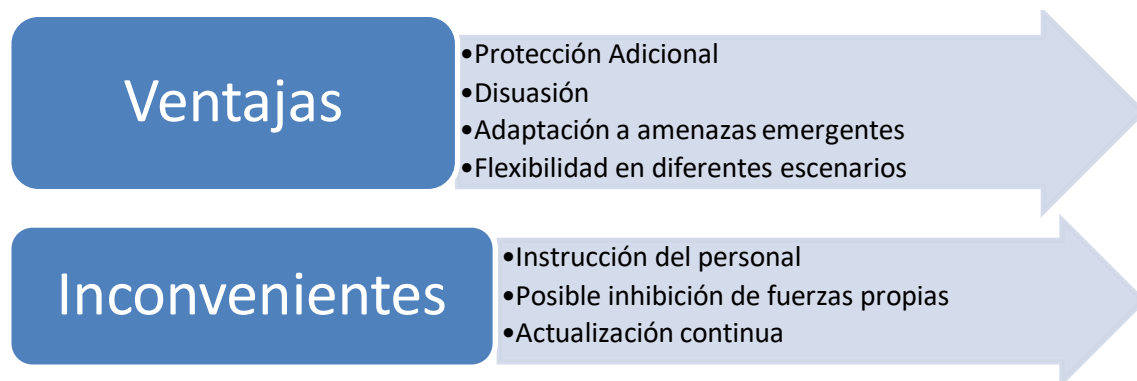 Ventajas
•Protección Adicional
•Disuasión
•Adaptación a amenazas emergentes
•Flexibilidad en diferentes escenarios
Inconvenientes
•Instrucción del personal
•Posible inhibición de fuerzas propias
•Actualización continua